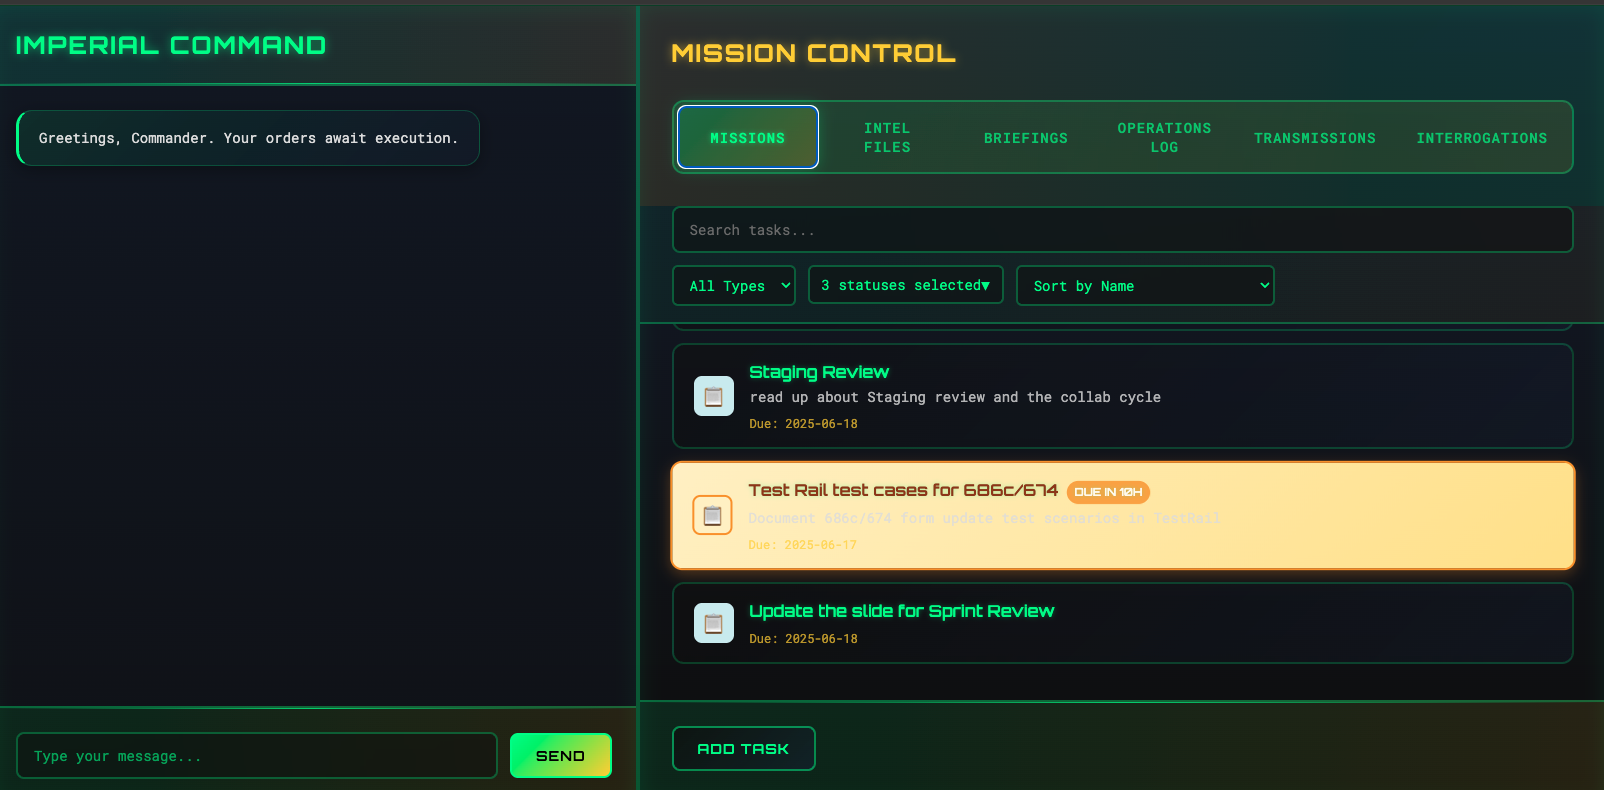 IMPERIAL COMMAND
Greetings, Commander. Your orders await execution.
Type your message...
SEND
MISSION CONTROL
MISSIONS
INTEL
FILES
BRIEFINGS
OPERATIONS
LOG
TRANSMISSIONS
INTERROGATIONS
Search tasks...
All Types
3 statuses selected▼
Sort by Name
Staging Review
read up about Staging review and the collab cycle
Due: 2025-06-18
Test Rail test cases for 686c/674 DUE IN 10H
Document 686c/674 form update test scenarios in TestRail
Due: 2025-06-17
Update the slide for Sprint Review
Due: 2025-06-18
ADD TASK